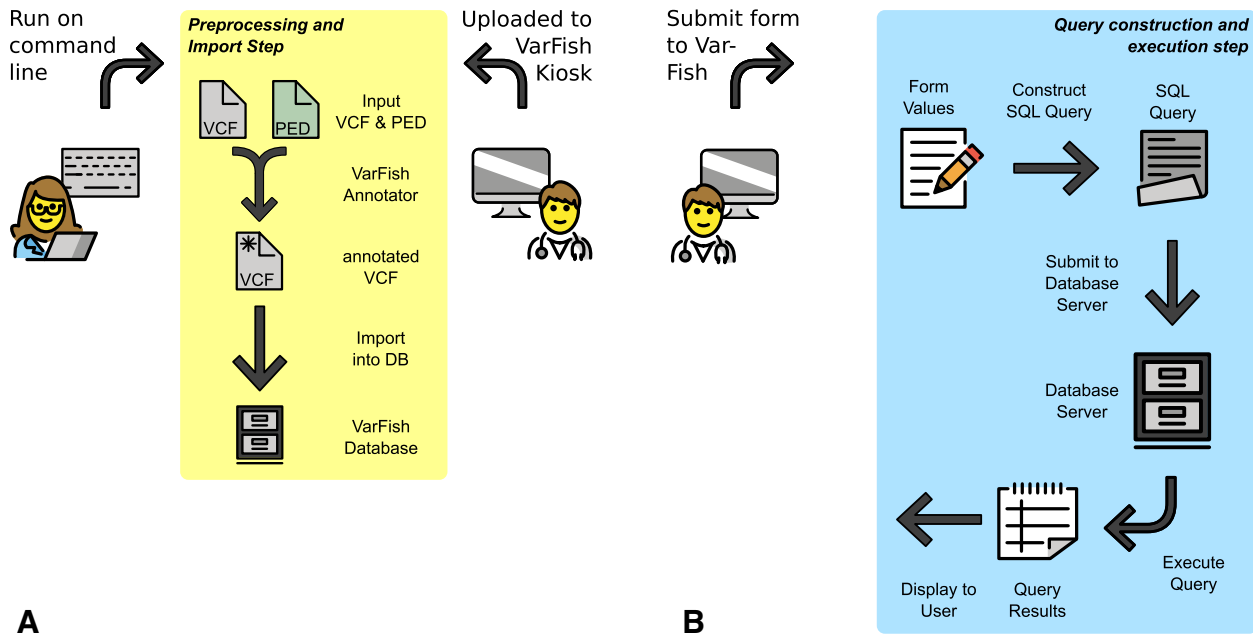 Run on
command
line
Preprocessing and
Import Step
Uploaded to
VarFish
Kiosk
VCF
PED
Input
VCF & PED
VarFish
Annotator
VCF
annotated
VCF
Import
into DB
VarFish
Database
A
Submit form
to Var-
Fish
Query construction and
execution step
Form
Values
Construct
SQL Query
SQL
Query
Submit to
Database
Server
Database
Server
Execute
Query
Query
Results
Display to
User
B